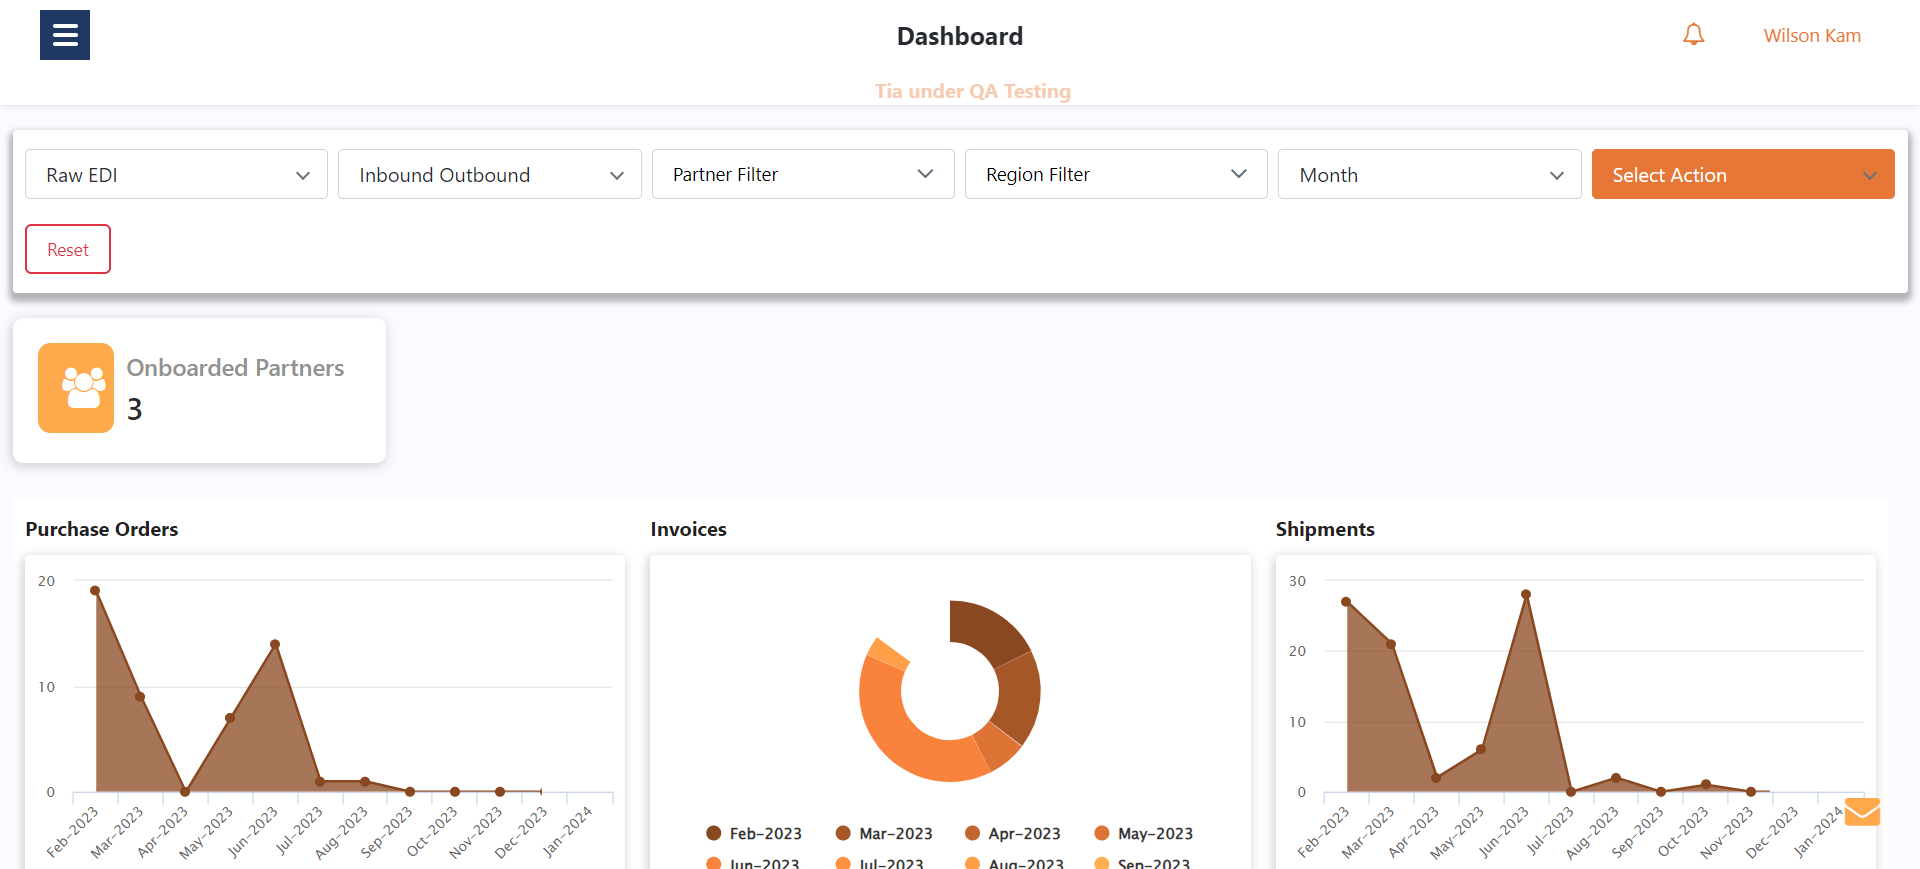 Dashboard
Wilson Kam
Tia under QA Testing
Raw EDI
Inbound Outbound
Partner Filter
Region Filter
Month
Select Action
Reset
Onboarded Partners
3
Purchase Orders
20
10
0
Feb-2023
Mar-2023
Apr-2023
May-2023
Jun-2023
Jul-2023
Aug-2023
Sep-2023
Oct-2023
Nov-2023
Dec-2023
Jan-2024
Invoices
Feb-2023 Mar-2023 Apr-2023 May-2023
Jun-2023 Jul-2023 Aug-2023 Sep-2023
Shipments
30
20
10
0
Feb-2023
Mar-2023
Apr-2023
May-2023
Jun-2023
Jul-2023
Aug-2023
Sep-2023
Oct-2023
Nov-2023
Dec-2023
Jan-2024